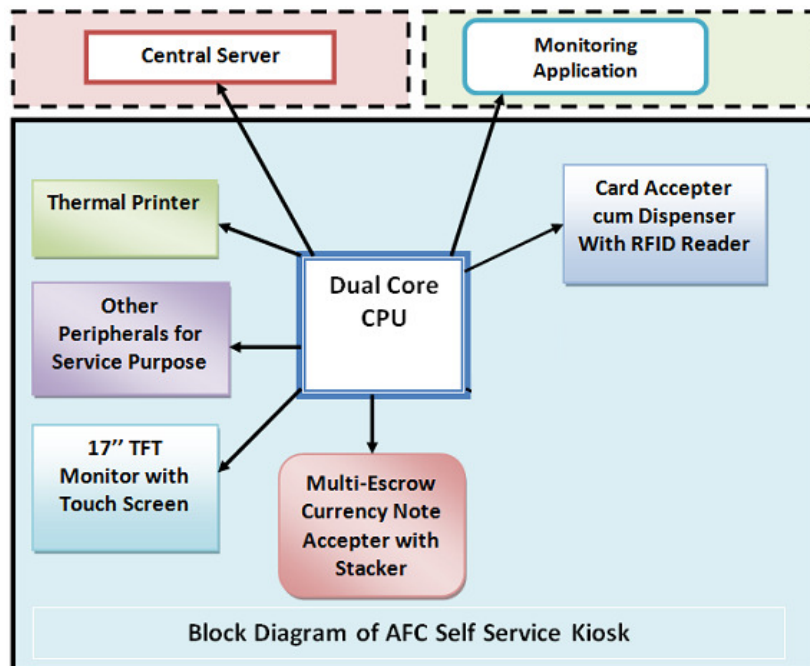 Central Server
Monitoring
Application
Thermal Printer
Card Accepter
cum Dispenser
With RFID Reader
Dual Core
CPU
Other
Peripherals for
Service Purpose
17’’ TFT
Monitor with
Touch Screen
Multi-Escrow
Currency Note
Accepter with
Stacker
Block Diagram of AFC Self Service Kiosk